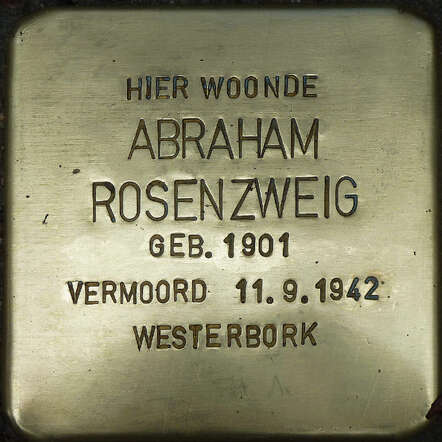 HIER WOONDE
ABRAHAM
ROSENZWEIG
GEB. 1901
VERMOORD 11.9.1942
WESTERBORK